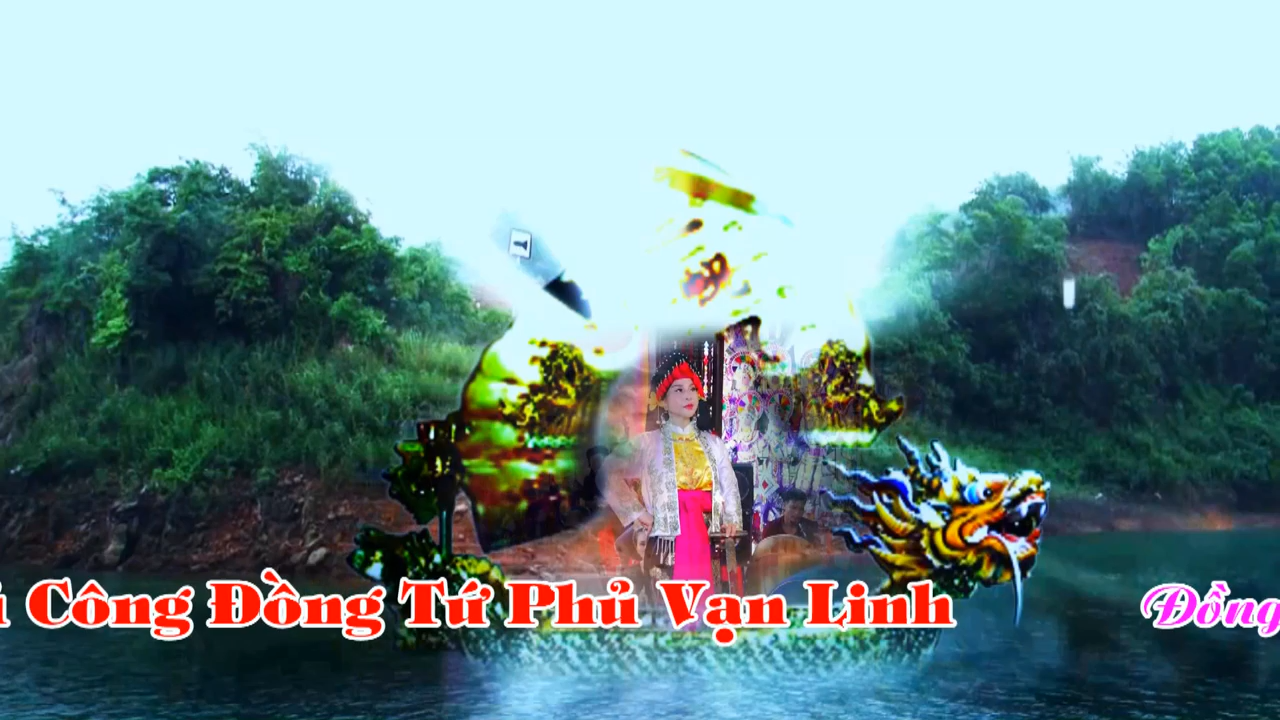 Công Đồng Tứ Phủ Vạn Linh
Đồng